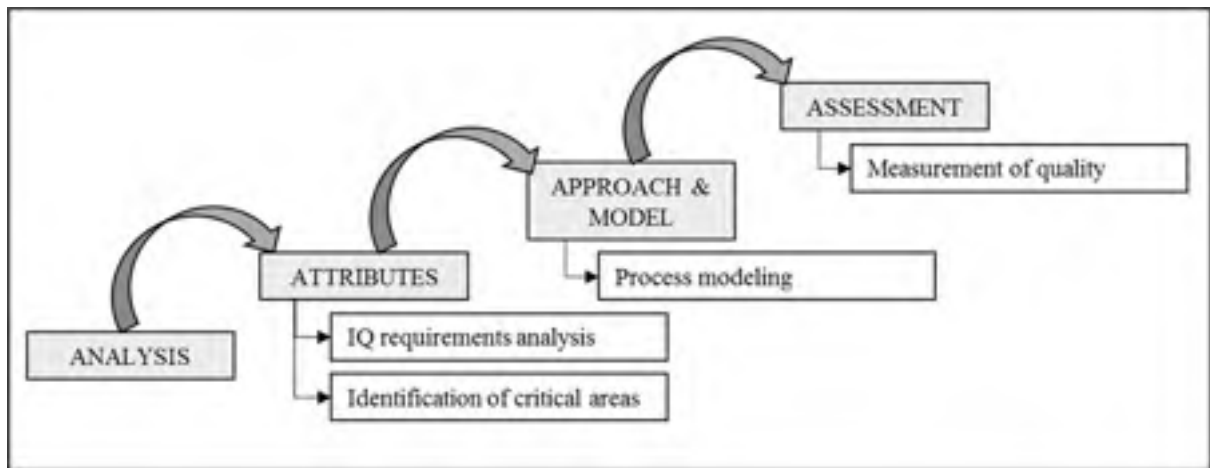 ANALYSIS
ATTRIBUTES
IQ requirements analysis
Identification of critical areas
APPROACH &
MODEL
Process modeling
ASSESSMENT
Measurement of quality